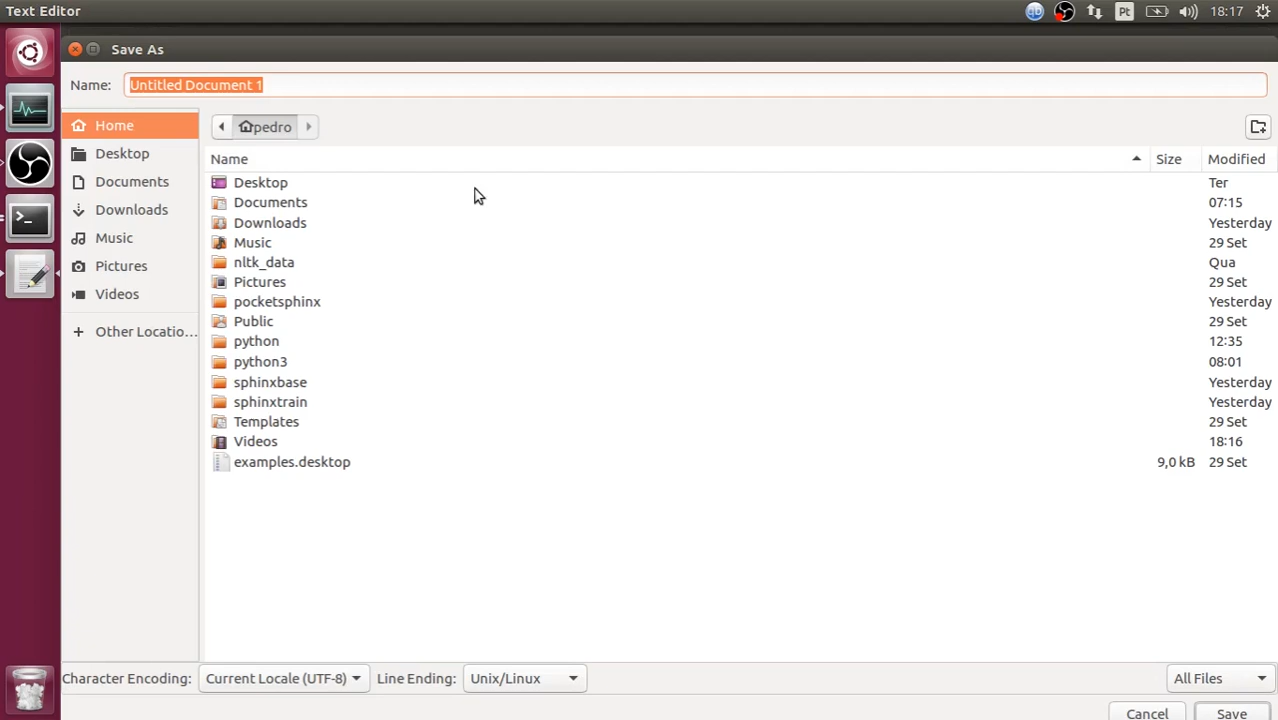 Text Editor
Pt
18:17
Save As
Name: Untitled Document 1
pedro
Home
Desktop
Documents
Downloads
Music
Pictures
Videos
Other Locatio...
Name Size Modified
Desktop Ter
Documents 07:15
Downloads Yesterday
Music 29 Set
nltk_data Qua
Pictures 29 Set
pocketsphinx Yesterday
Public 29 Set
python 12:35
python3 08:01
sphinxbase Yesterday
sphinxtrain Yesterday
Templates 29 Set
Videos 18:16
examples.desktop 9,0 kB 29 Set
Character Encoding: Current Locale (UTF-8) Line Ending: Unix/Linux All Files
Cancel Save